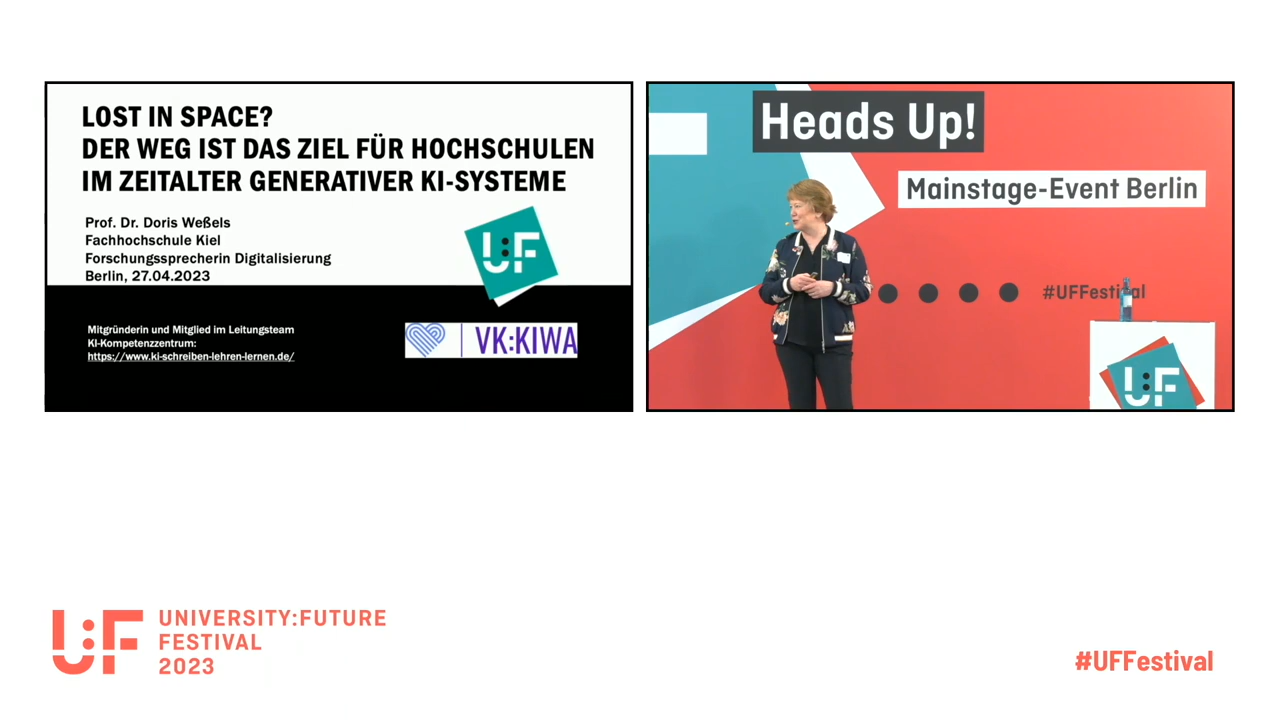 LOST IN SPACE?
DER WEG IST DAS ZIEL FÜR HOCHSCHULEN
IM ZEITALTER GENERATIVER KI-SYSTEME
Prof. Dr. Doris Weßels
Fachhochschule Kiel
Forschungssprecherin Digitalisierung
Berlin, 27.04.2023
U:F
Mitgründerin und Mitglied im Leitungsteam
KI-Kompetenzzentrum:
https://www.ki-schreiben-lehren-lernen.de/
VK:KIWA
Heads Up!
Mainstage-Event Berlin
#UFFestival
U:F
U:F
UNIVERSITY:FUTURE
FESTIVAL
2023
#UFFestival